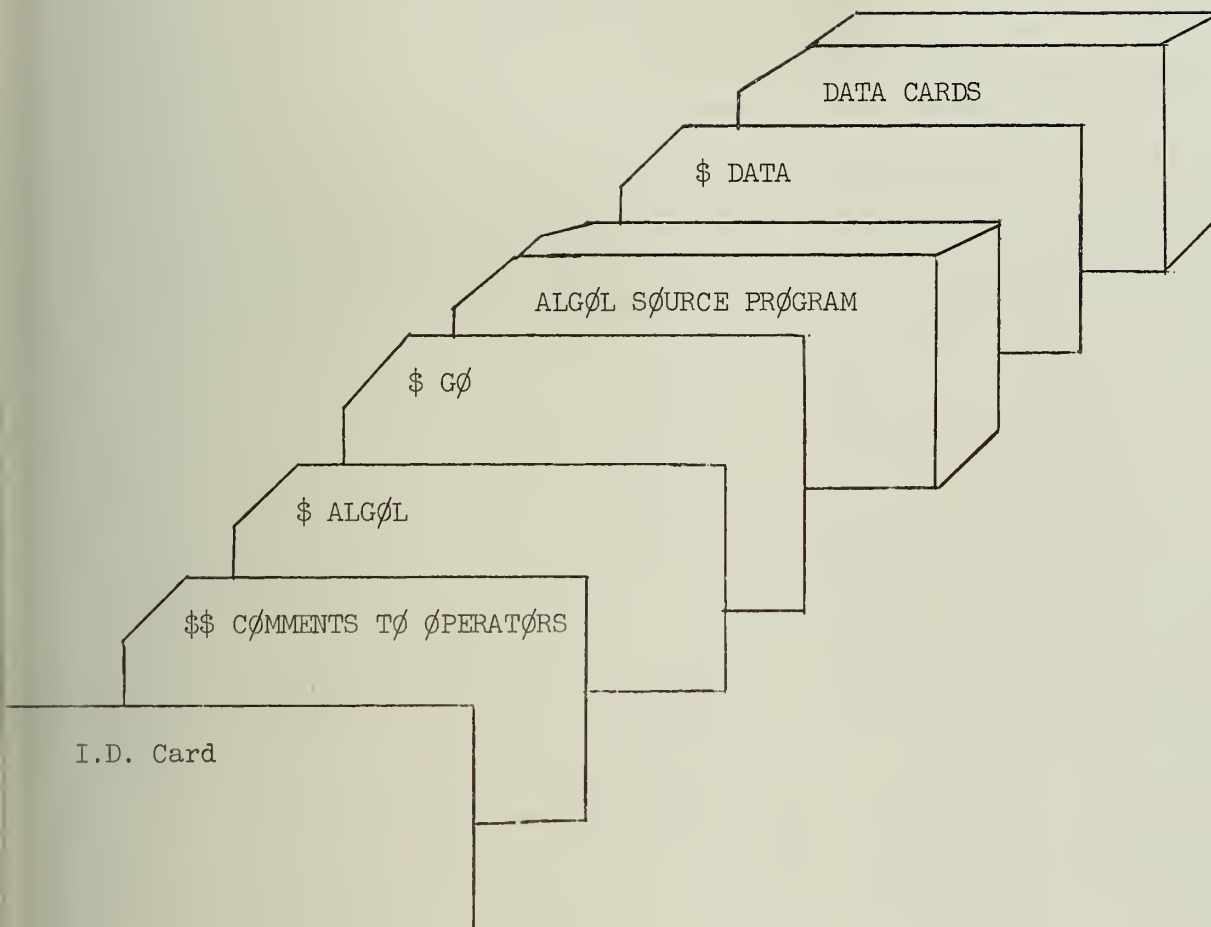 DATA CARDS
$ DATA
ALGØL SØURCE PRØGRAM
$ GØ
$ ALGØL
$$ CØMMENTS TØ ØPERATØRS
I.D. Card